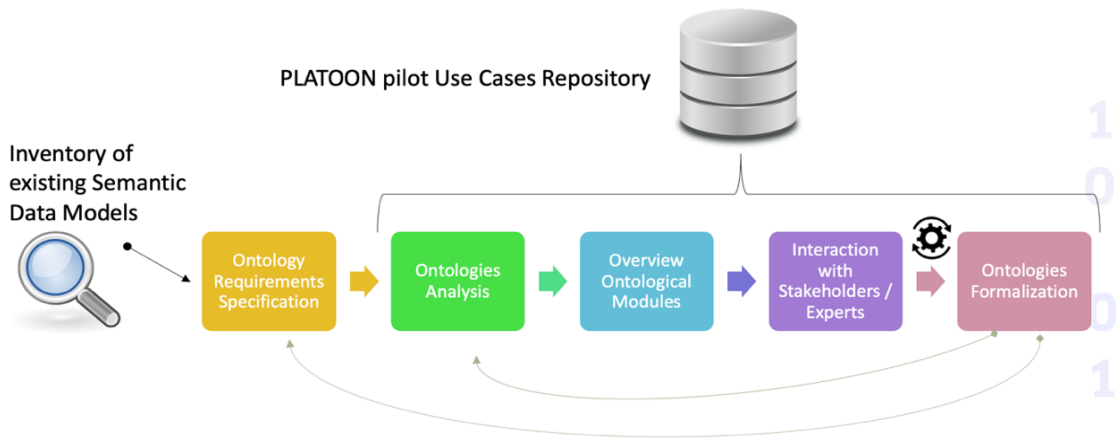 PLATOON pilot Use Cases Repository
Inventory of
existing Semantic
Data Models
Ontology
Requirements
Specification
Ontologies
Analysis
Overview
Ontological
Modules
Interaction
with
Stakeholders /
Experts
Ontologies
Formalization
1
0
0
1